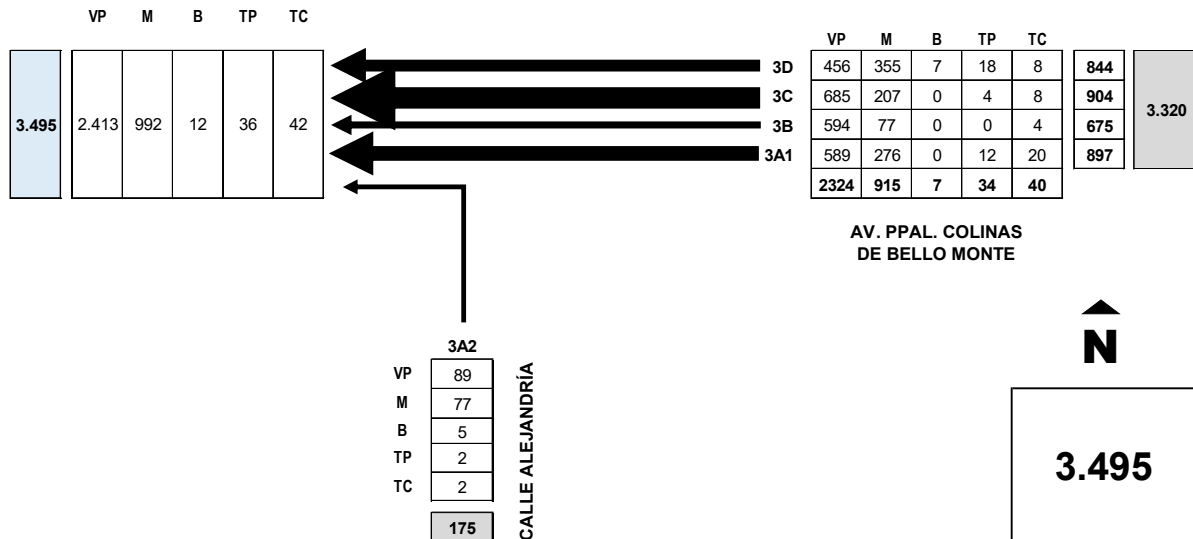 VP M B TP TC
3.495 2.413 992 12 36 42
VP M B TP TC
3D 456 355 7 18 8 844
3C 685 207 0 4 8 904
3B 594 77 0 0 4 675
3.320
3A1 589 276 0 12 20 897
2324 915 7 34 40
AV. PPAL. COLINAS
DE BELLO MONTE
N
3A2
VP 89
M 77
B 5
TP 2
TC 2
175
CALLE ALEJANDRÍA
3.495